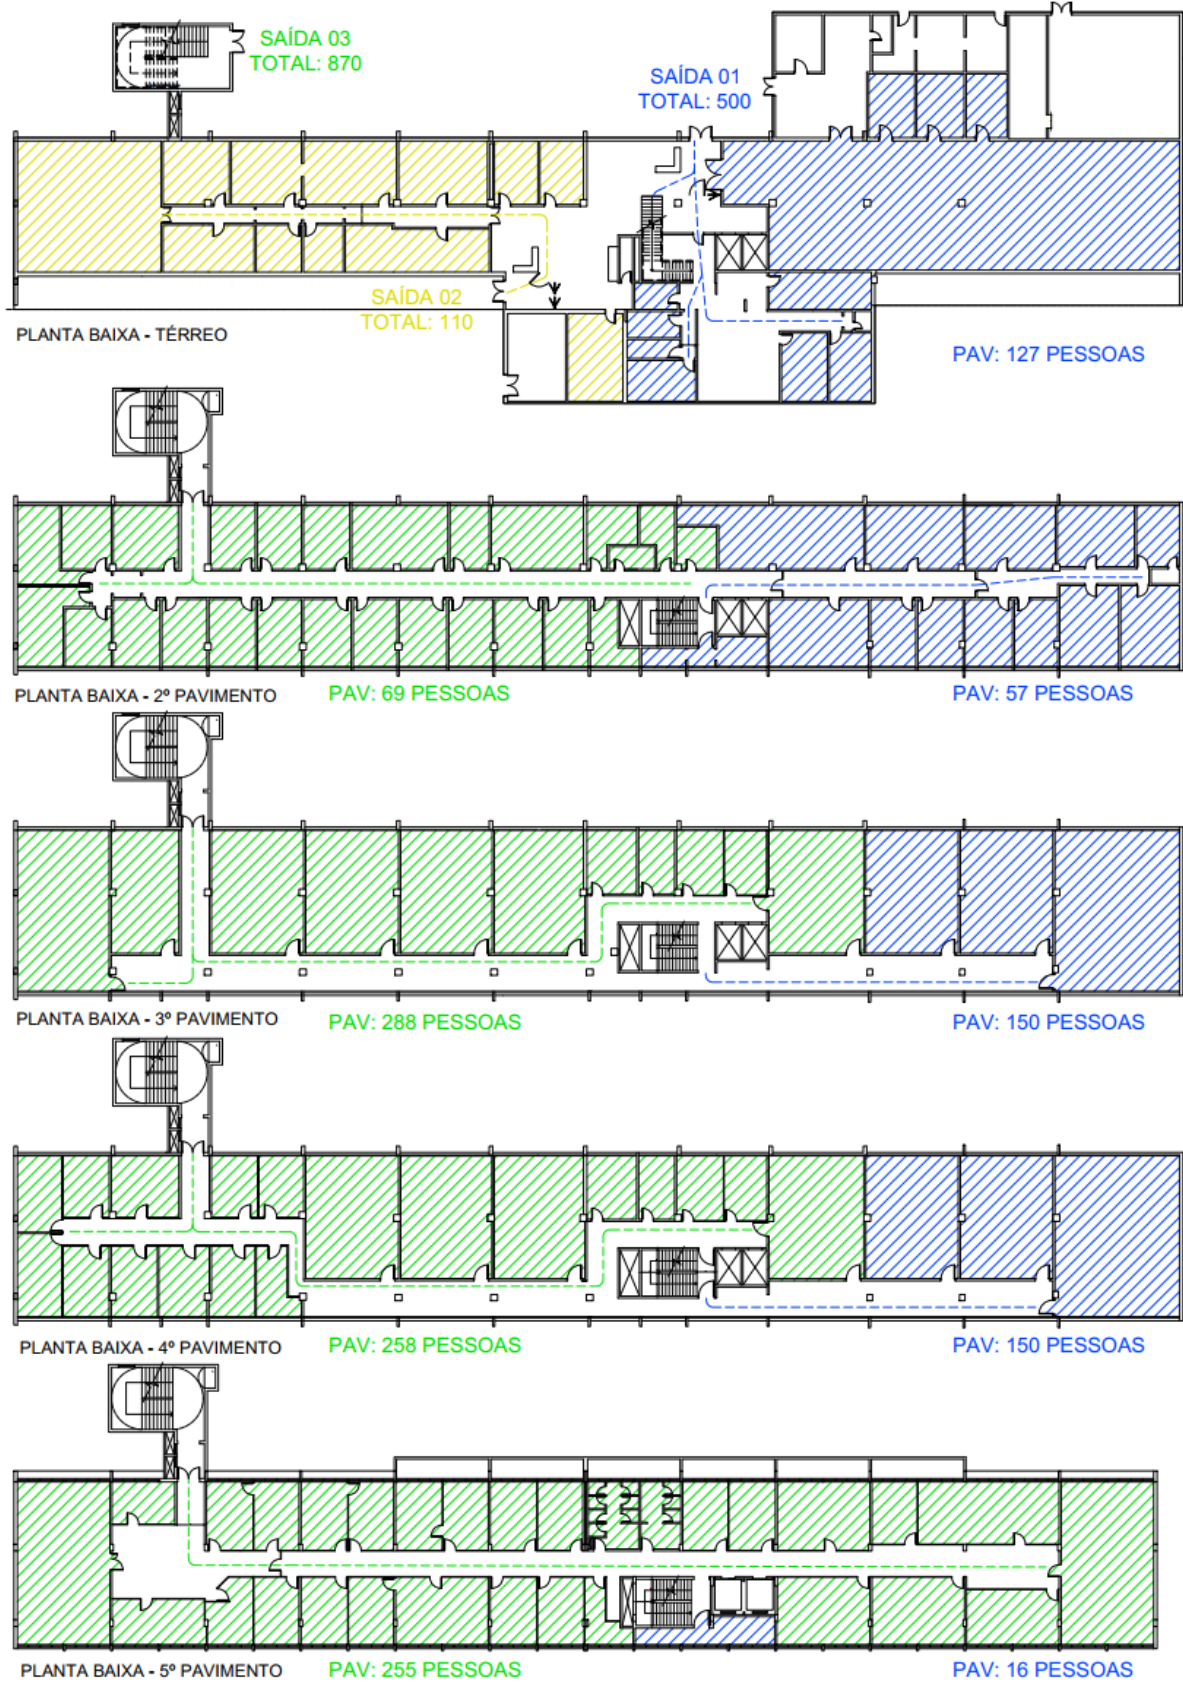 SAÍDA 03
TOTAL: 870
SAÍDA 01
TOTAL: 500
SAÍDA 02
TOTAL: 110
PLANTA BAIXA - TÉRREO
PAV: 127 PESSOAS
PLANTA BAIXA - 2º PAVIMENTO
PAV: 69 PESSOAS
PAV: 57 PESSOAS
PLANTA BAIXA - 3º PAVIMENTO
PAV: 288 PESSOAS
PAV: 150 PESSOAS
PLANTA BAIXA - 4º PAVIMENTO
PAV: 258 PESSOAS
PAV: 150 PESSOAS
PLANTA BAIXA - 5º PAVIMENTO
PAV: 255 PESSOAS
PAV: 16 PESSOAS